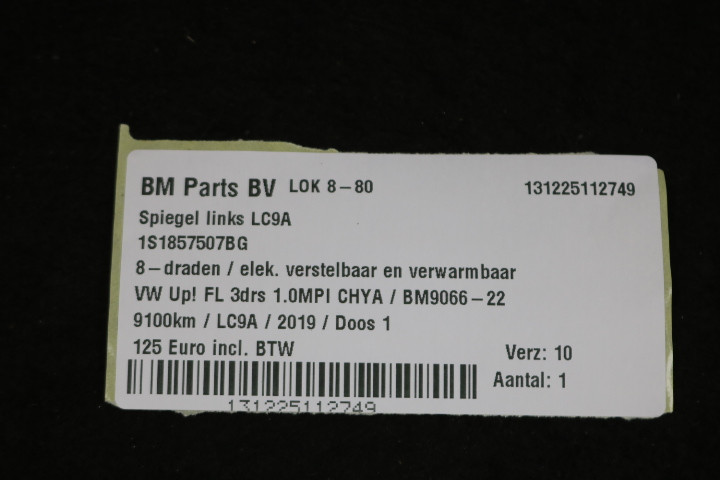 BM Parts BV LOK 8-80 131225112749
Spiegel links LC9A
1S1857507BG
8-draden / elek. verstelbaar en verwarmbaar
VW Up! FL 3drs 1.0MPI CHYA / BM9066-22
9100km / LC9A / 2019 / Doos 1
125 Euro incl. BTW Verz: 10
Aantal: 1
131225112749